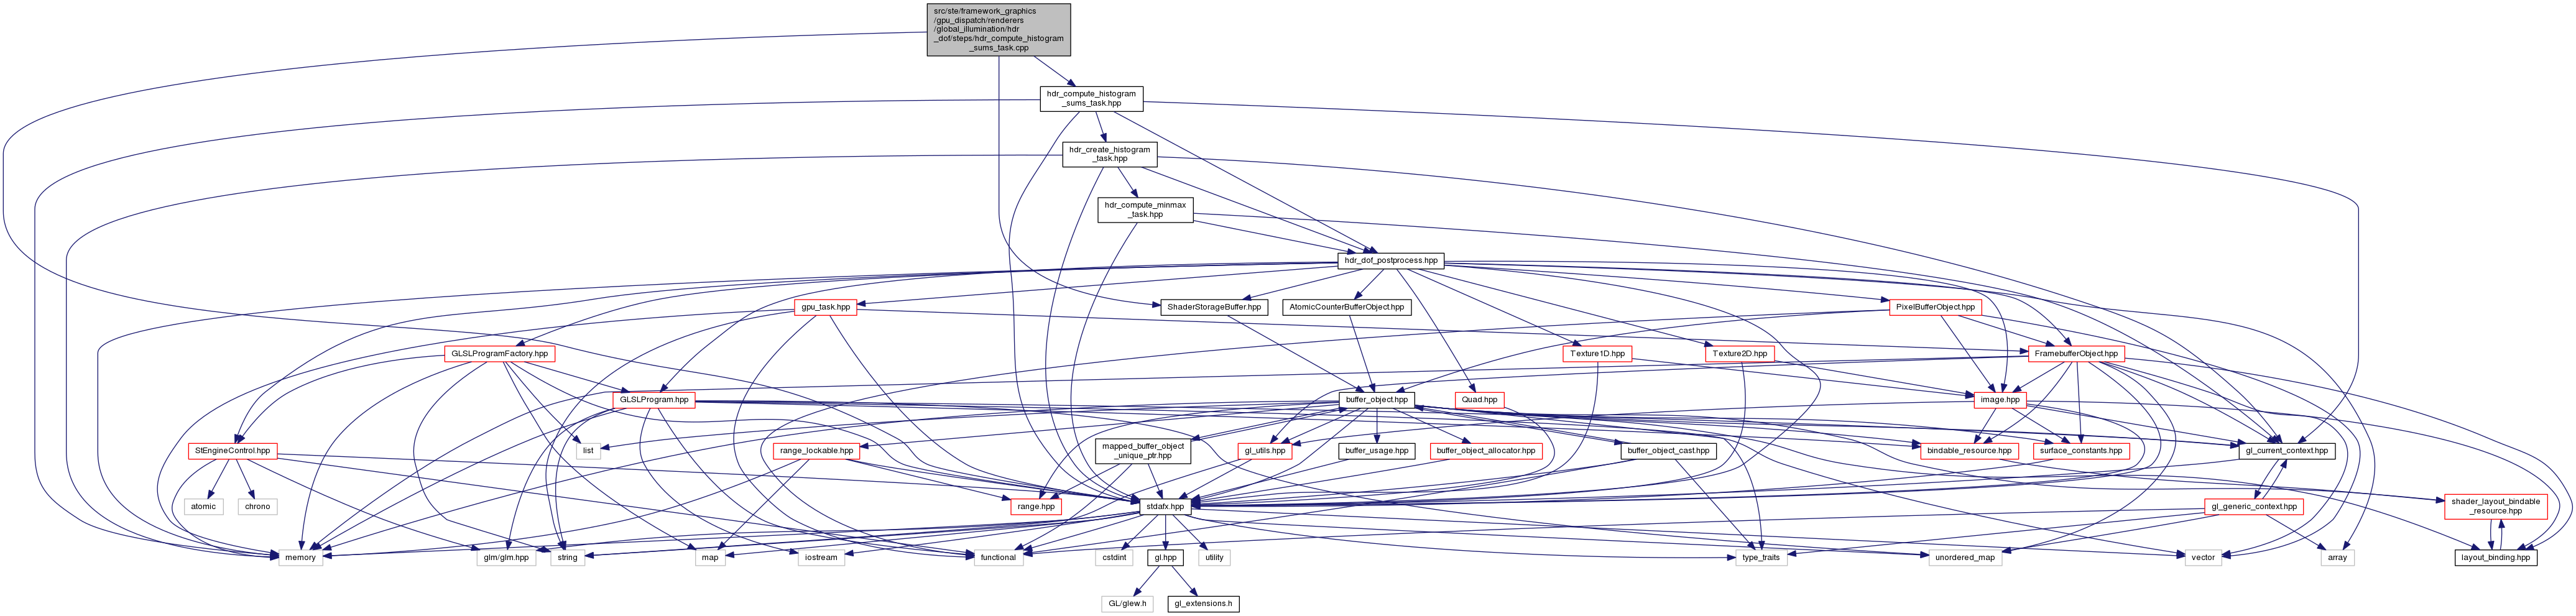 src/ste/framework_graphics
/gpu_dispatch/renderers
/global_illumination/hdr
_dof/steps/hdr_compute_histogram
_sums_task.cpp
hdr_compute_histogram
_sums_task.hpp
hdr_create_histogram
_task.hpp
hdr_compute_minmax
_task.hpp
hdr_dof_postprocess.hpp
gpu_task.hpp
ShaderStorageBuffer.hpp
AtomicCounterBufferObject.hpp
PixelBufferObject.hpp
GLSLProgramFactory.hpp
Texture1D.hpp
Texture2D.hpp
FramebufferObject.hpp
GLSLProgram.hpp
buffer_object.hpp
Quad.hpp
image.hpp
StEngineControl.hpp
list
range_lockable.hpp
mapped_buffer_object
_unique_ptr.hpp
gl_utils.hpp
buffer_usage.hpp
buffer_object_allocator.hpp
buffer_object_cast.hpp
bindable_resource.hpp
surface_constants.hpp
gl_current_context.hpp
atomic
chrono
range.hpp
stdafx.hpp
gl_generic_context.hpp
shader_layout_bindable
_resource.hpp
memory
glm/glm.hpp
string
map
iostream
functional
cstdint
gl.hpp
utility
type_traits
unordered_map
vector
array
layout_binding.hpp
GL/glew.h
gl_extensions.h